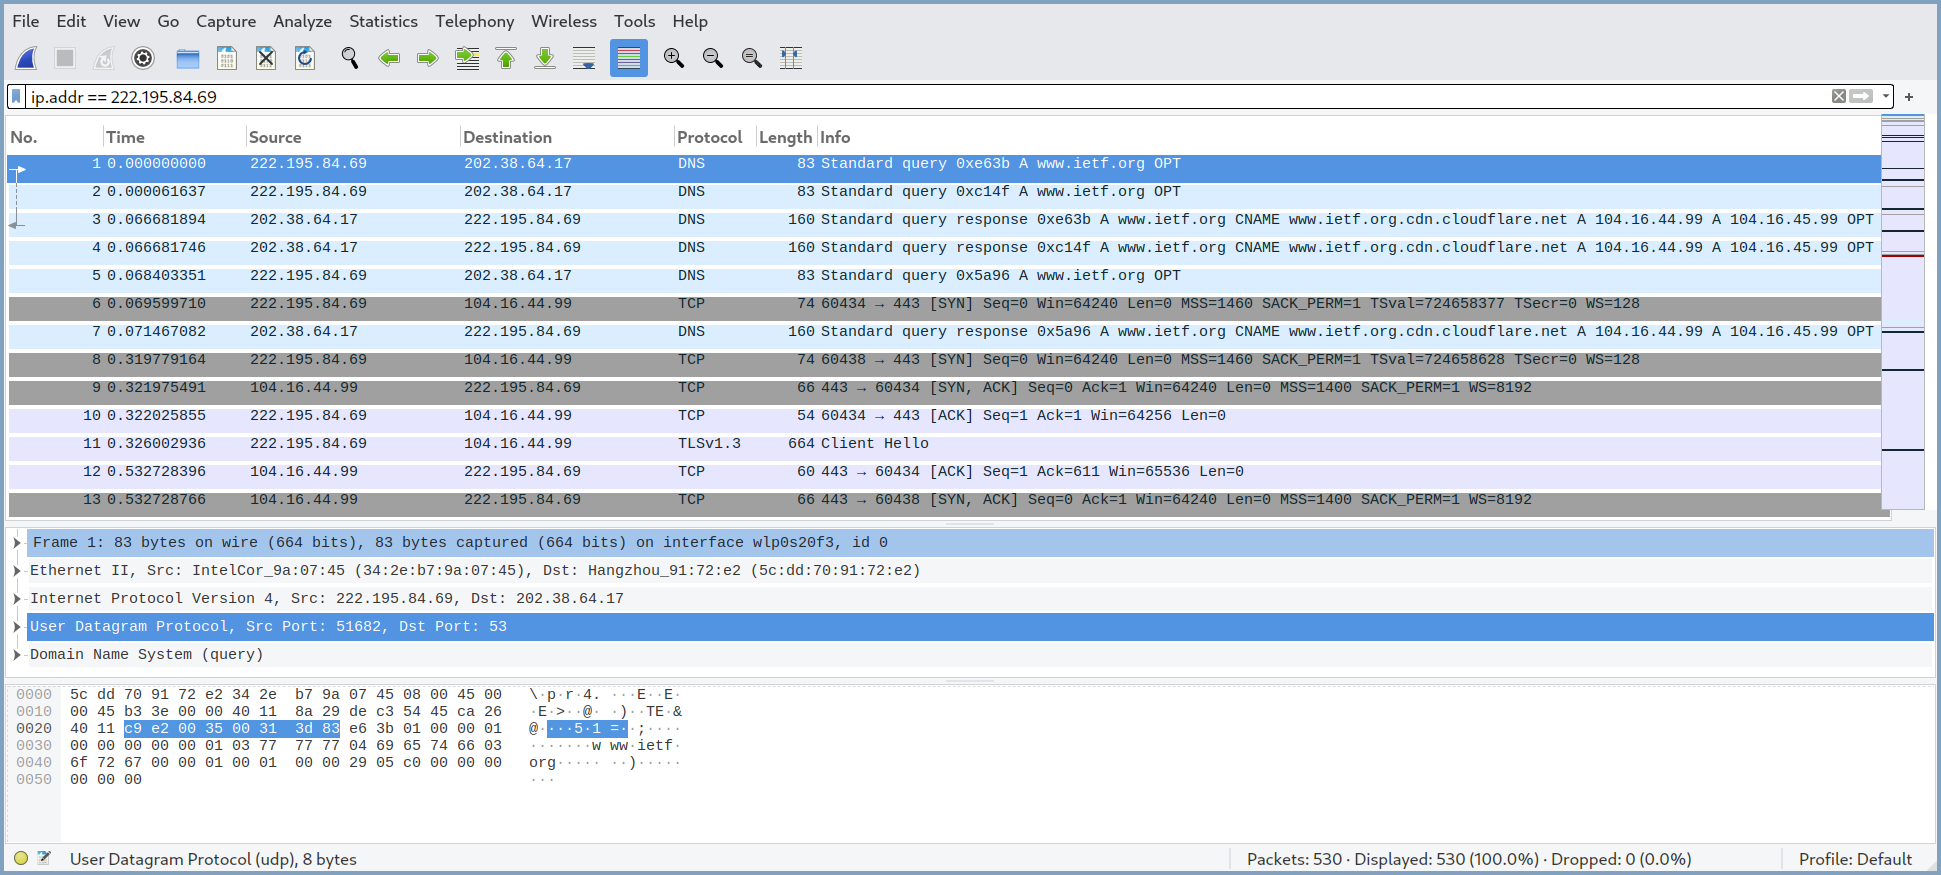 File Edit View Go Capture Analyze Statistics Telephony Wireless Tools Help
ip.addr == 222.195.84.69
No. Time Source Destination Protocol Length Info
1 0.000000000 222.195.84.69 202.38.64.17 DNS 83 Standard query 0xe63b A www.ietf.org OPT
2 0.000061637 222.195.84.69 202.38.64.17 DNS 83 Standard query 0xc14f A www.ietf.org OPT
3 0.066681894 202.38.64.17 222.195.84.69 DNS 160 Standard query response 0xe63b A www.ietf.org CNAME www.ietf.org.cdn.cloudflare.net A 104.16.44.99 A 104.16.45.99 OPT
4 0.066681746 202.38.64.17 222.195.84.69 DNS 160 Standard query response 0xc14f A www.ietf.org CNAME www.ietf.org.cdn.cloudflare.net A 104.16.44.99 A 104.16.45.99 OPT
5 0.068403351 222.195.84.69 202.38.64.17 DNS 83 Standard query 0x5a96 A www.ietf.org OPT
6 0.069599710 222.195.84.69 104.16.44.99 TCP 74 60434 → 443 [SYN] Seq=0 Win=64240 Len=0 MSS=1460 SACK_PERM=1 TSval=724658377 TSecr=0 WS=128
7 0.071467082 202.38.64.17 222.195.84.69 DNS 160 Standard query response 0x5a96 A www.ietf.org CNAME www.ietf.org.cdn.cloudflare.net A 104.16.44.99 A 104.16.45.99 OPT
8 0.319779164 222.195.84.69 104.16.44.99 TCP 74 60438 → 443 [SYN] Seq=0 Win=64240 Len=0 MSS=1460 SACK_PERM=1 TSval=724658628 TSecr=0 WS=128
9 0.321975491 104.16.44.99 222.195.84.69 TCP 66 443 → 60434 [SYN, ACK] Seq=0 Ack=1 Win=64240 Len=0 MSS=1400 SACK_PERM=1 WS=8192
10 0.322025855 222.195.84.69 104.16.44.99 TCP 54 60434 → 443 [ACK] Seq=1 Ack=1 Win=64256 Len=0
11 0.326002936 222.195.84.69 104.16.44.99 TLSv1.3 664 Client Hello
12 0.532728396 104.16.44.99 222.195.84.69 TCP 60 443 → 60434 [ACK] Seq=1 Ack=611 Win=65536 Len=0
13 0.532728766 104.16.44.99 222.195.84.69 TCP 66 443 → 60438 [SYN, ACK] Seq=0 Ack=1 Win=64240 Len=0 MSS=1400 SACK_PERM=1 WS=8192
Frame 1: 83 bytes on wire (664 bits), 83 bytes captured (664 bits) on interface wlp0s20f3, id 0
Ethernet II, Src: IntelCor_9a:07:45 (34:2e:b7:9a:07:45), Dst: Hangzhou_91:72:e2 (5c:dd:70:91:72:e2)
Internet Protocol Version 4, Src: 222.195.84.69, Dst: 202.38.64.17
User Datagram Protocol, Src Port: 51682, Dst Port: 53
Domain Name System (query)
0000 5c dd 70 91 72 e2 34 2e b7 9a 07 45 08 00 45 00 \·p·r·4. ···E··E·
0010 00 45 b3 3e 00 00 40 11 8a 29 de c3 54 45 ca 26 ·E·>··@· ·)··TE·&
0020 40 11 c9 e2 00 35 00 31 3d 83 e6 3b 01 00 00 01 @····5·1 =··;····
0030 00 00 00 00 00 01 03 77 77 77 04 69 65 74 66 03 ·······w ww·ietf·
0040 6f 72 67 00 00 01 00 01 00 00 29 05 c0 00 00 00 org····· ··)·····
0050 00 00 00 ···
User Datagram Protocol (udp), 8 bytes Packets: 530 · Displayed: 530 (100.0%) · Dropped: 0 (0.0%) Profile: Default